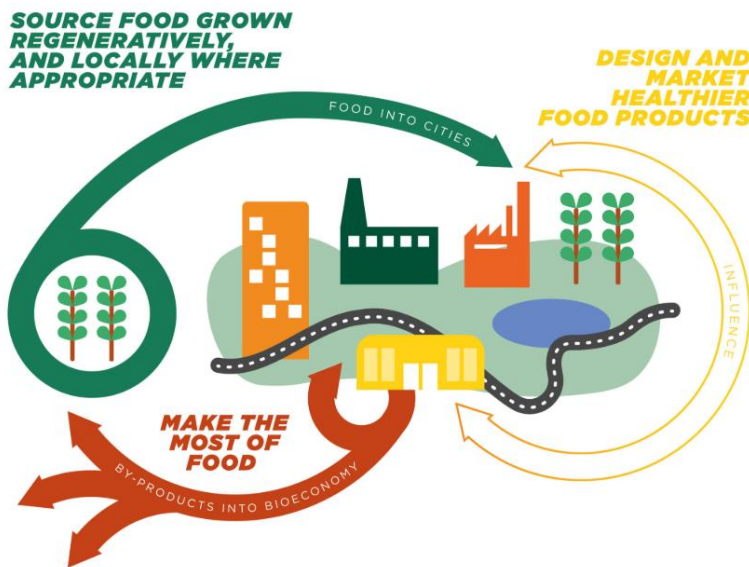 SOURCE FOOD GROWN
REGENERATIVELY,
AND LOCALLY WHERE
APPROPRIATE
DESIGN AND
MARKET
HEALTHIER
FOOD PRODUCTS
FOOD INTO CITIES
INFLUENCE
MAKE THE
MOST OF
FOOD
BY-PRODUCTS INTO BIOECONOMY